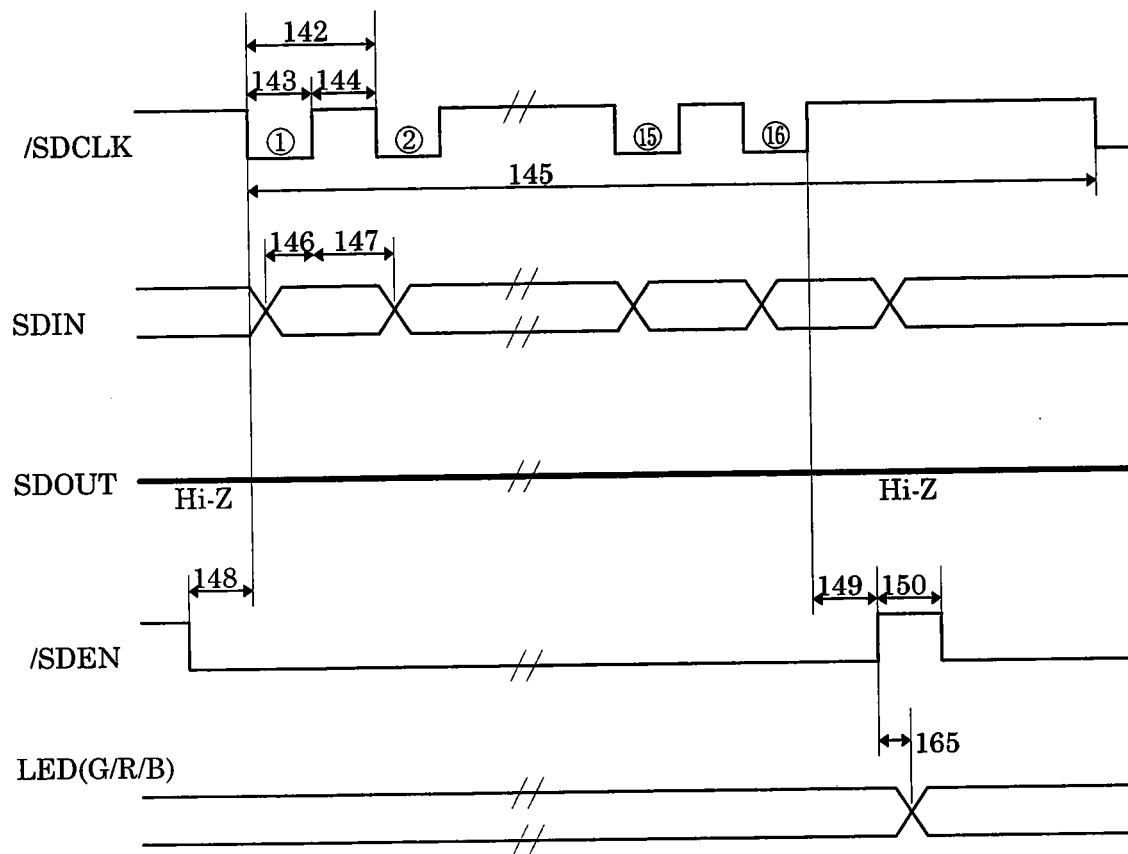 142
143 144
/SDCLK ① ② ⑮ ⑯
145
146 147
SDIN
SDOUT
Hi-Z Hi-Z
148 149 150
/SDEN
165
LED(G/R/B)